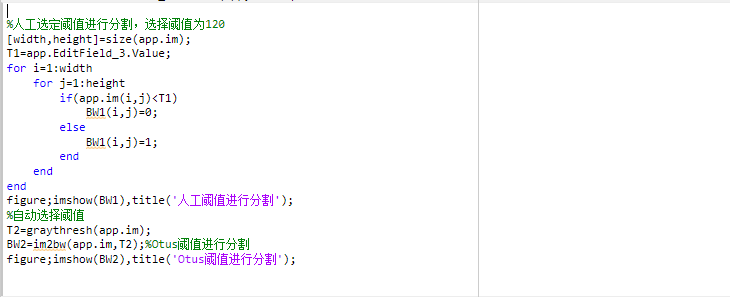 %人工选定阈值进行分割，选择阈值为120
[width,height]=size(app.im);
T1=app.EditField_3.Value;
for i=1:width
for j=1:height
if(app.im(i,j)<T1)
BW1(i,j)=0;
else
BW1(i,j)=1;
end
end
end
figure;imshow(BW1),title('人工阈值进行分割');
%自动选择阈值
T2=graythresh(app.im);
BW2=im2bw(app.im,T2);%Otus阈值进行分割
figure;imshow(BW2),title('Otus阈值进行分割');